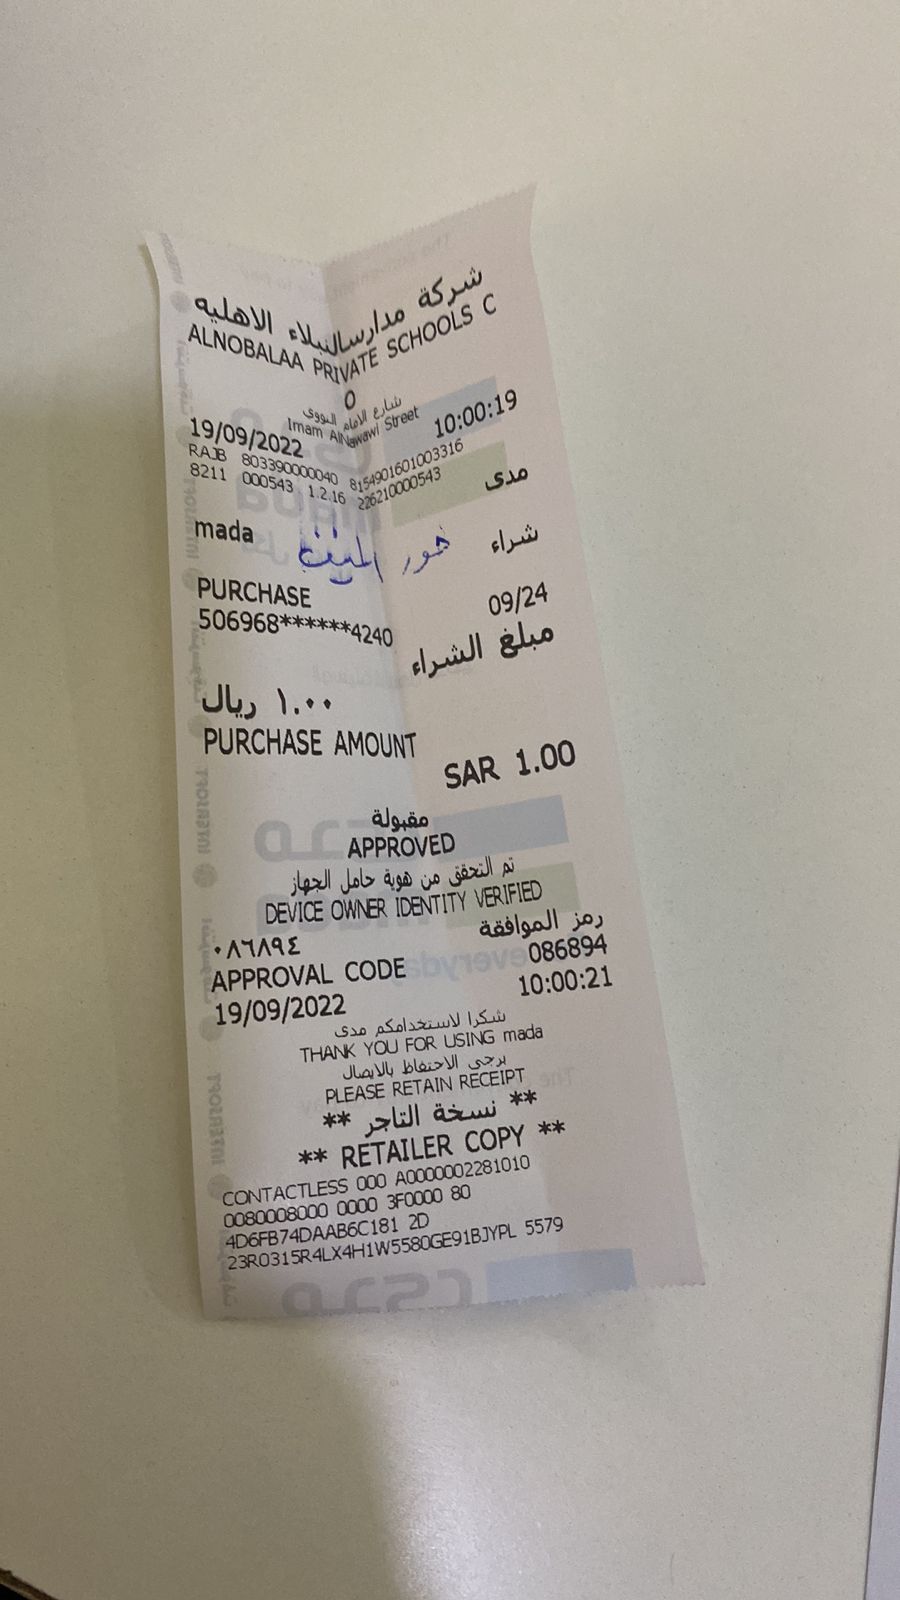 شركة مدارسالنبلاء الاهليه
ALNOBALAA PRIVATE SCHOOLS C
O
شارع الامام النووي
Imam AlNawawi Street
19/09/2022 10:00:19
RAJB 803390000040 8154901601003316
8211 000543 1.2.16 226210000543
مدى
mada
شراء
PURCHASE
09/24
506968******4240
مبلغ الشراء
١.٠٠ ريال
PURCHASE AMOUNT
SAR 1.00
مقبولة
APPROVED
تم التحقق من هوية حامل الجهاز
DEVICE OWNER IDENTITY VERIFIED
رمز الموافقة
٠٨٦٨٩٤
APPROVAL CODE 086894
19/09/2022 10:00:21
شكرا لاستخدامكم مدى
THANK YOU FOR USING mada
يرجى الاحتفاظ بالايصال
PLEASE RETAIN RECEIPT
** نسخة التاجر **
** RETAILER COPY **
CONTACTLESS 000 A0000002281010
0080008000 0000 3F0000 80
4D6FB74DAAB6C181 2D
23R0315R4LX4H1W5580GE91BJYPL 5579